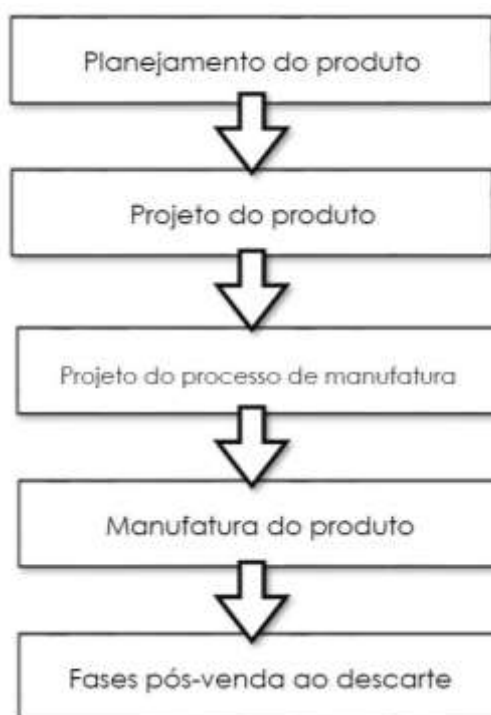 Planejamento do produto
Projeto do produto
Projeto do processo de manufatura
Manufatura do produto
Fases pós-venda ao descarte